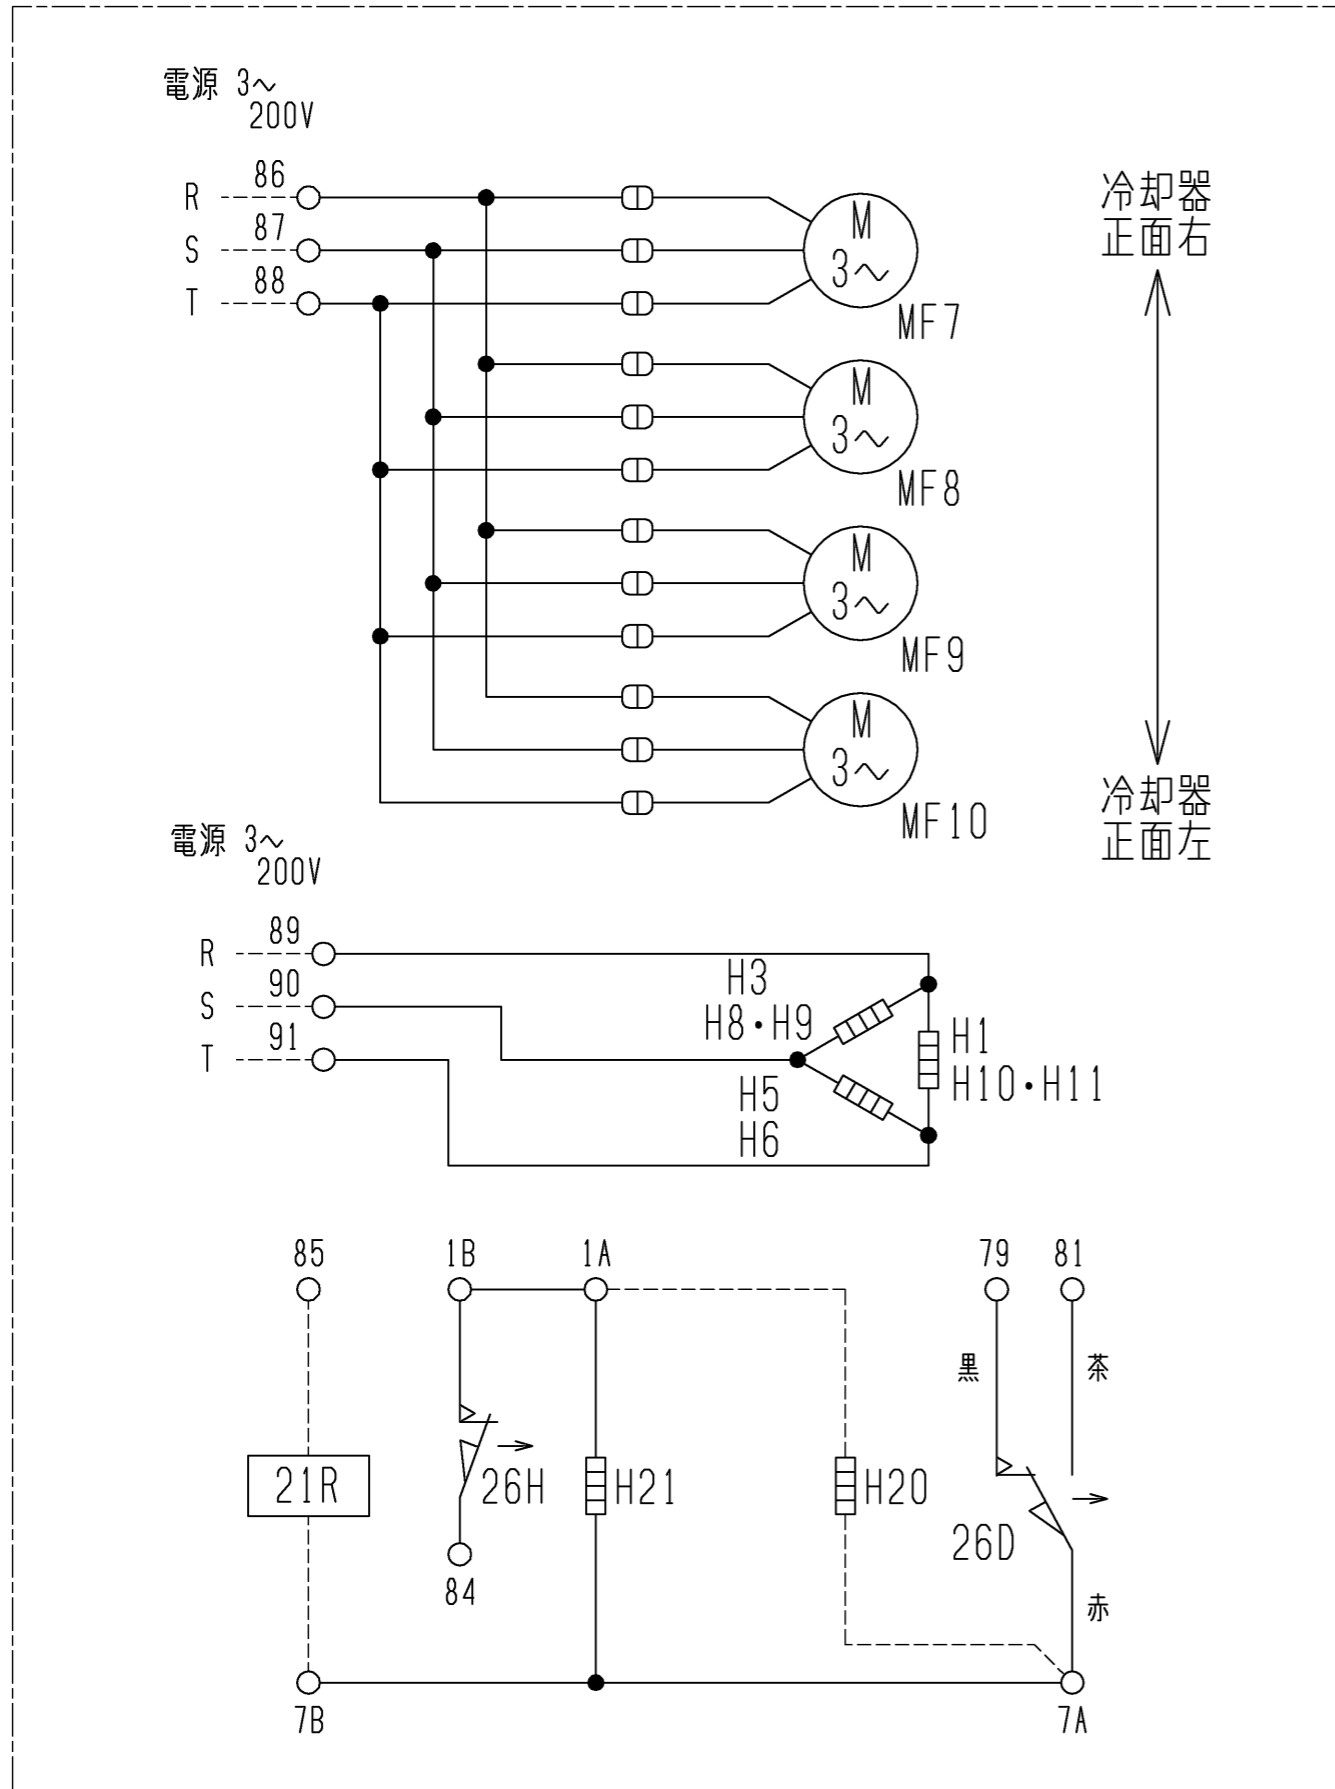 電源 3～
200V
R 86
S 87
T 88
M
3～
MF7
M
3～
MF8
M
3～
MF9
M
3～
MF10
冷却器
正面右
冷却器
正面左
電源 3～
200V
R 89
S 90
T 91
H3
H8・H9
H1
H10・H11
H5
H6
85 1B 1A 79 81
黒 茶
21R 26H H21 H20
26D
84
赤
7B 7A